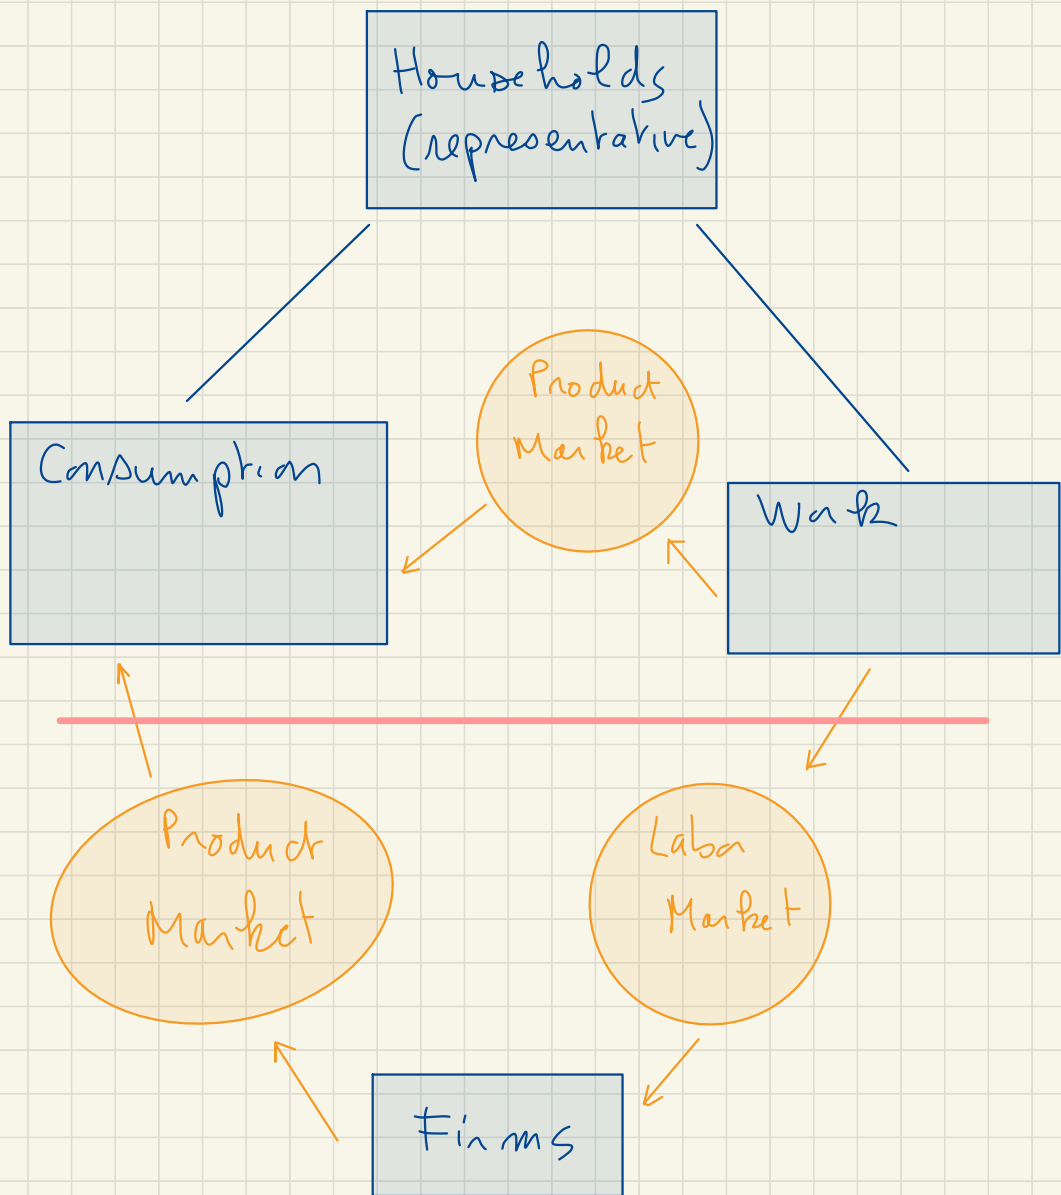 Households
(representative)
Product
Market
Consumption
Work
Product
Market
Labor
Market
Firms